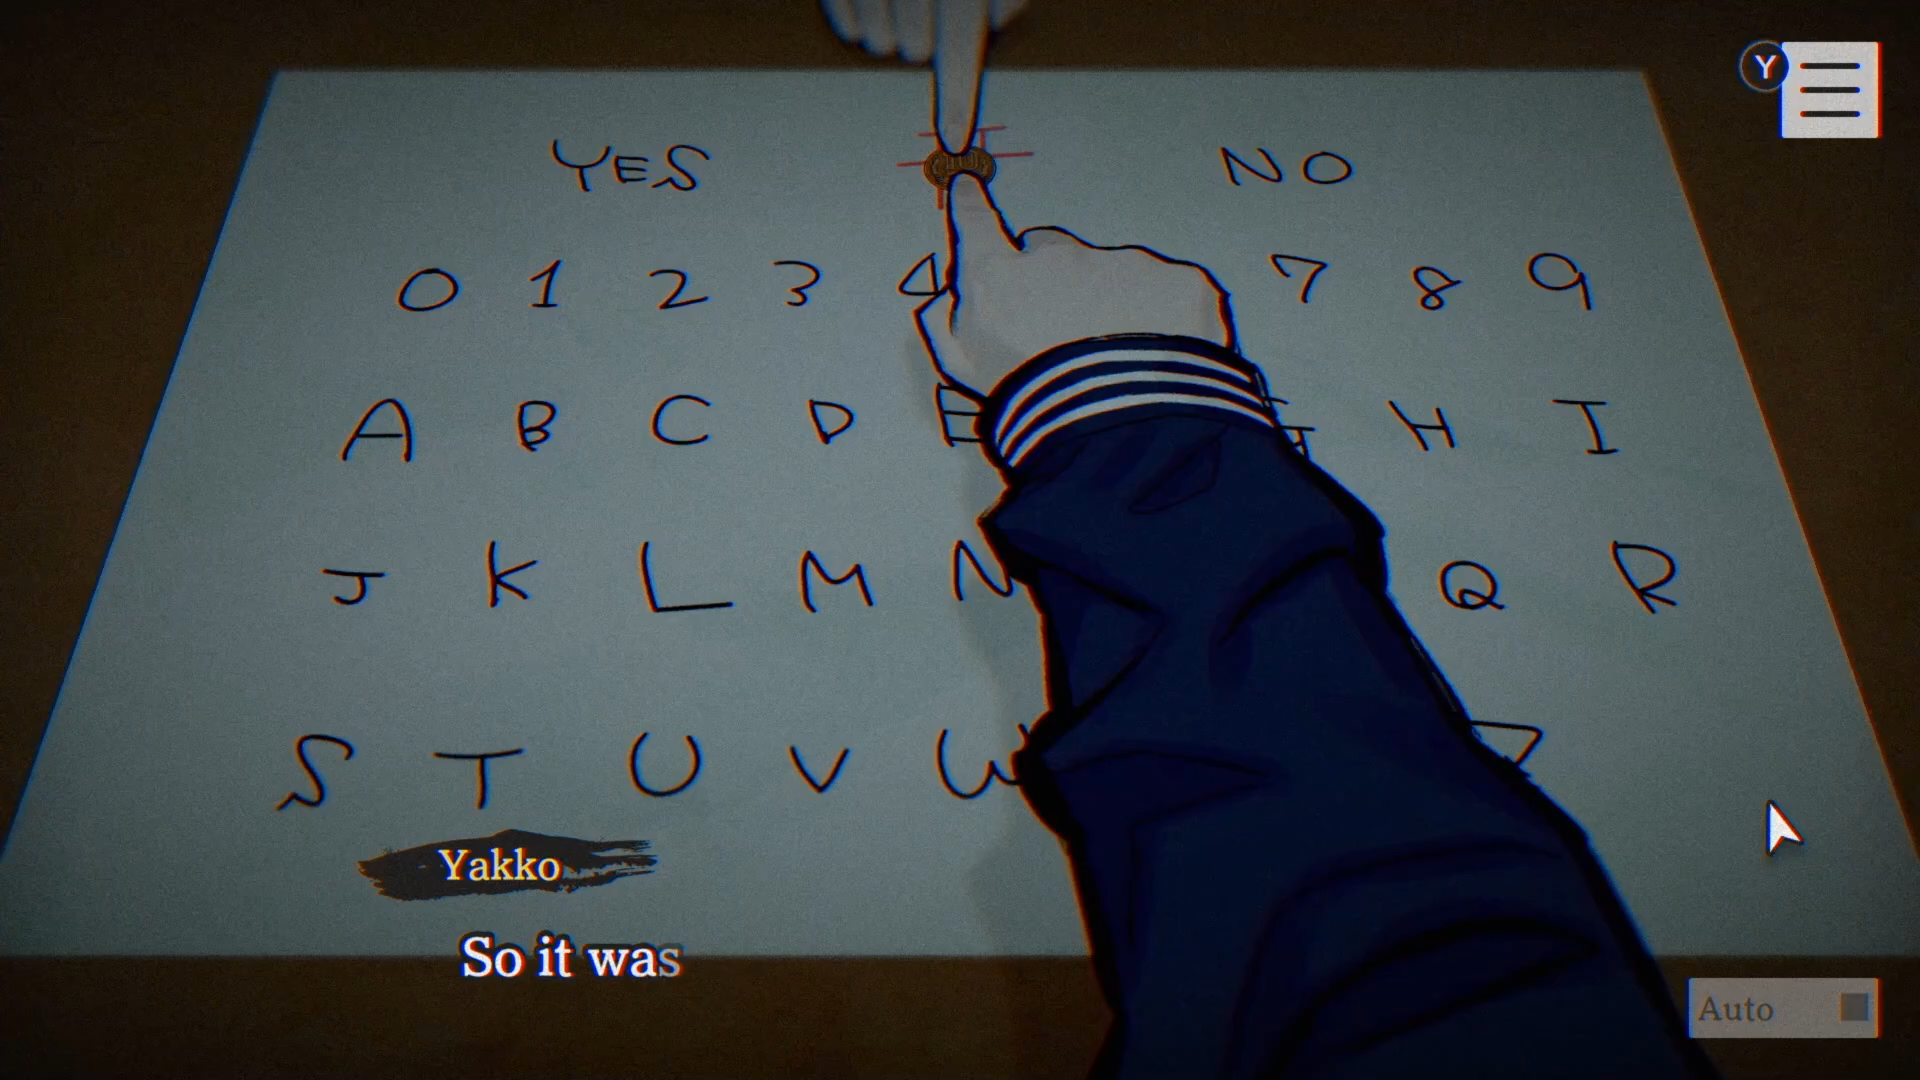 Y
YES NO
0 1 2 3 4 7 8 9
A B C D E H I
J K L M N Q R
S T U V W Z
Yakko
So it was
Auto